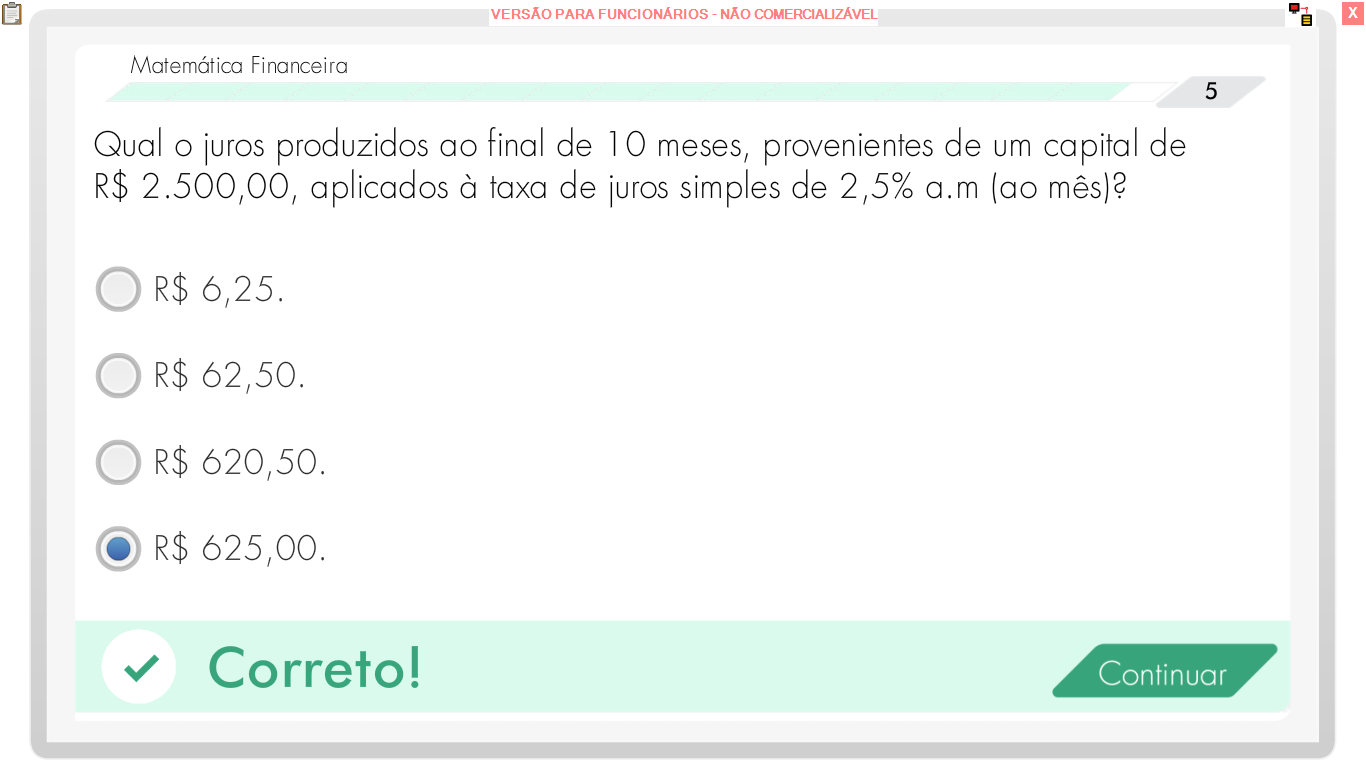 VERSÃO PARA FUNCIONÁRIOS - NÃO COMERCIALIZÁVEL
X
Matemática Financeira
5
Qual o juros produzidos ao final de 10 meses, provenientes de um capital de
R$ 2.500,00, aplicados à taxa de juros simples de 2,5% a.m (ao mês)?
R$ 6,25.
R$ 62,50.
R$ 620,50.
R$ 625,00.
Correto!
Continuar